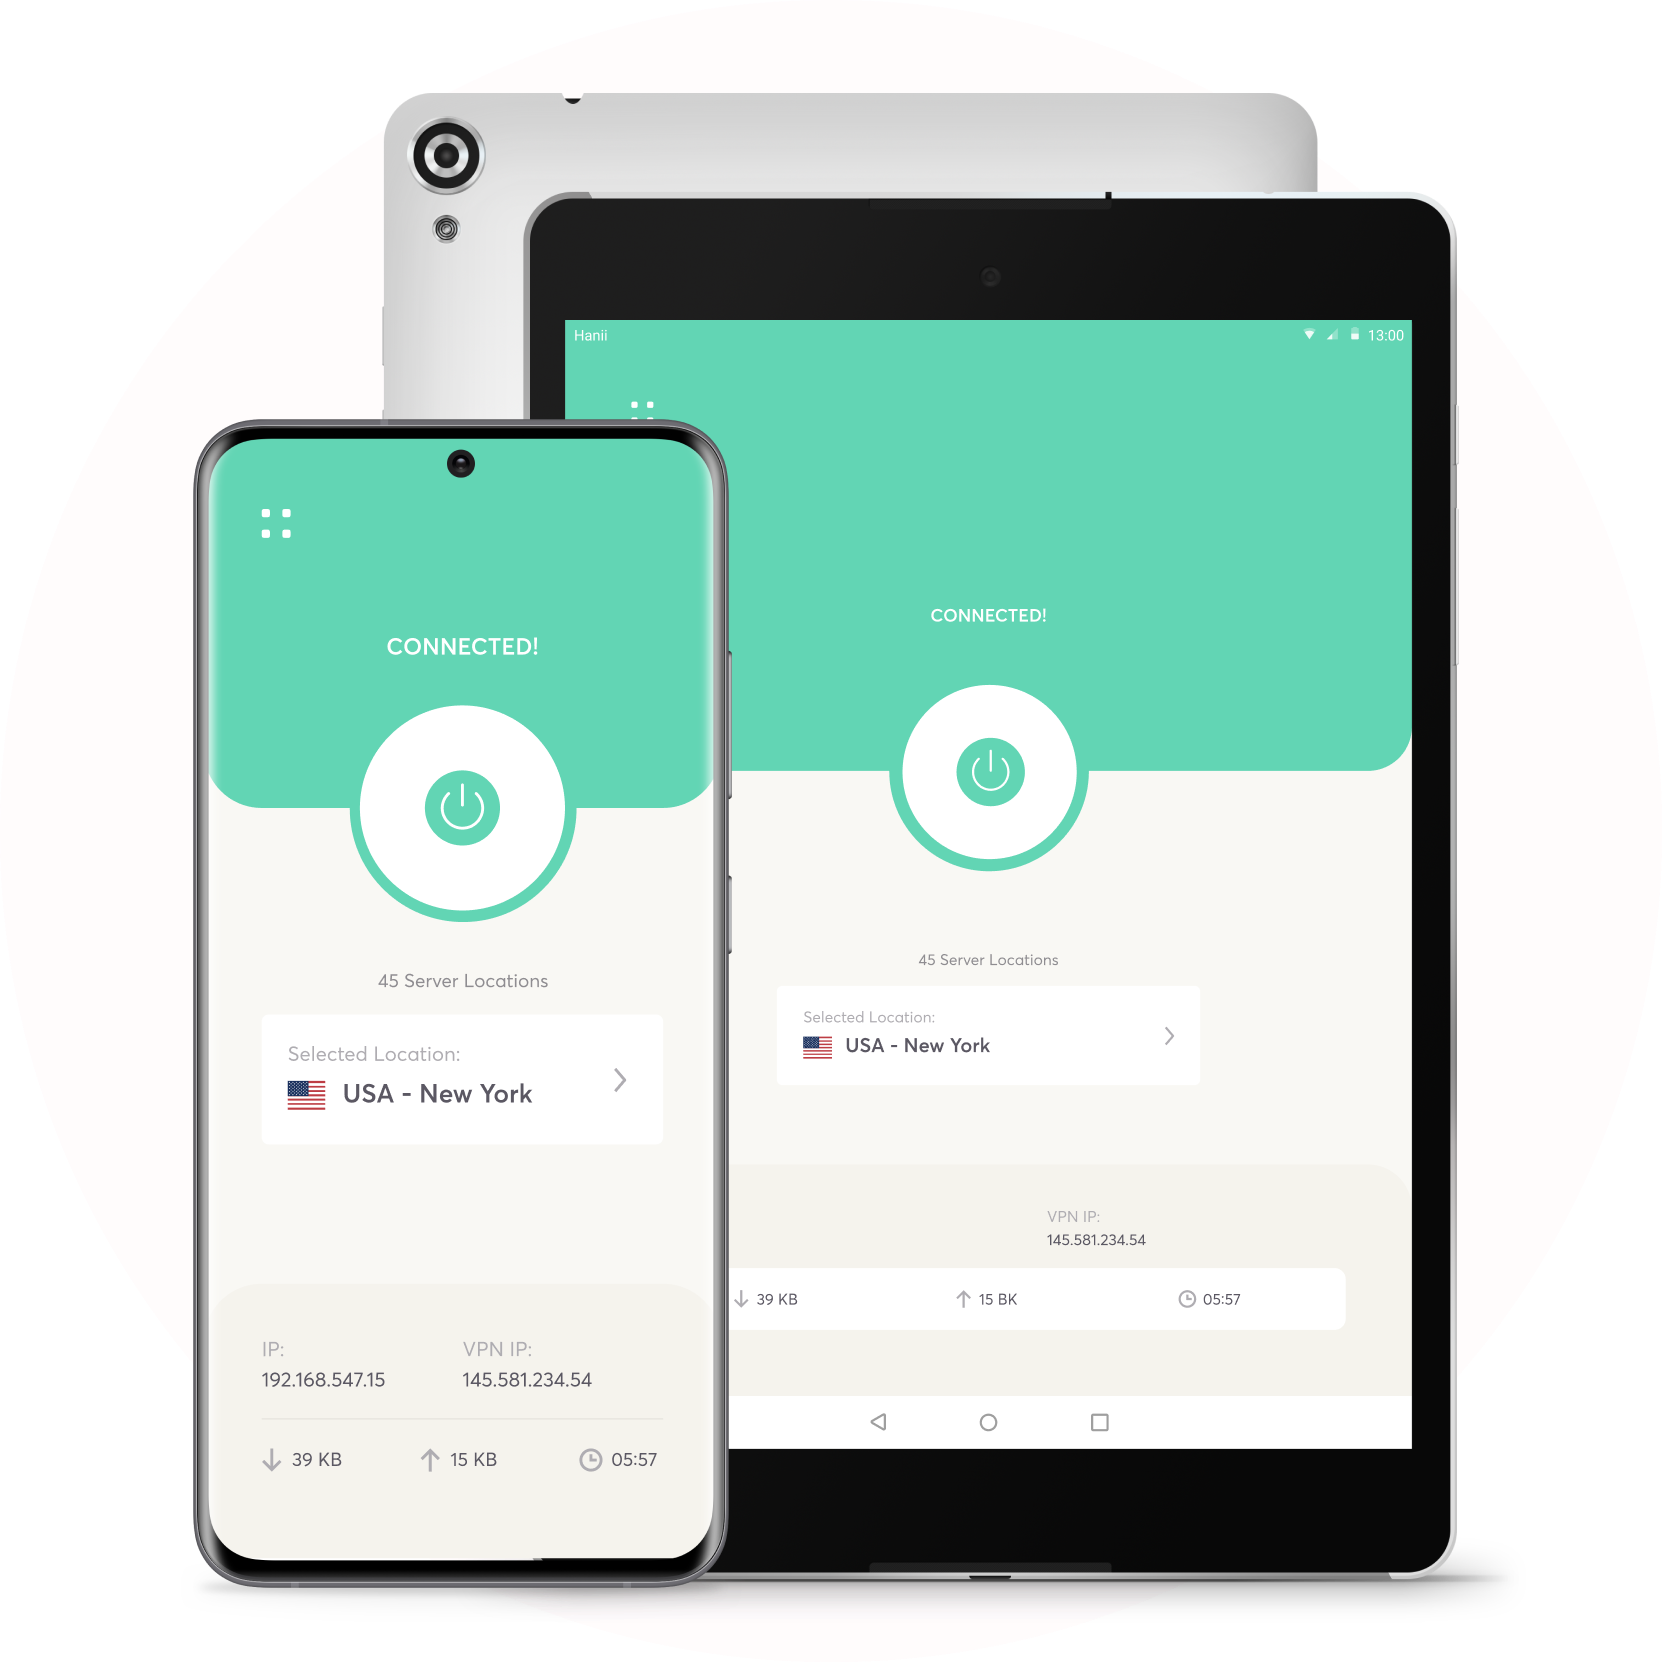 Hanii
13:00
CONNECTED!
45 Server Locations
Selected Location:
USA - New York
VPN IP:
145.581.234.54
39 KB
15 BK
05:57
CONNECTED!
45 Server Locations
Selected Location:
USA - New York
IP:
192.168.547.15
VPN IP:
145.581.234.54
39 KB
15 KB
05:57